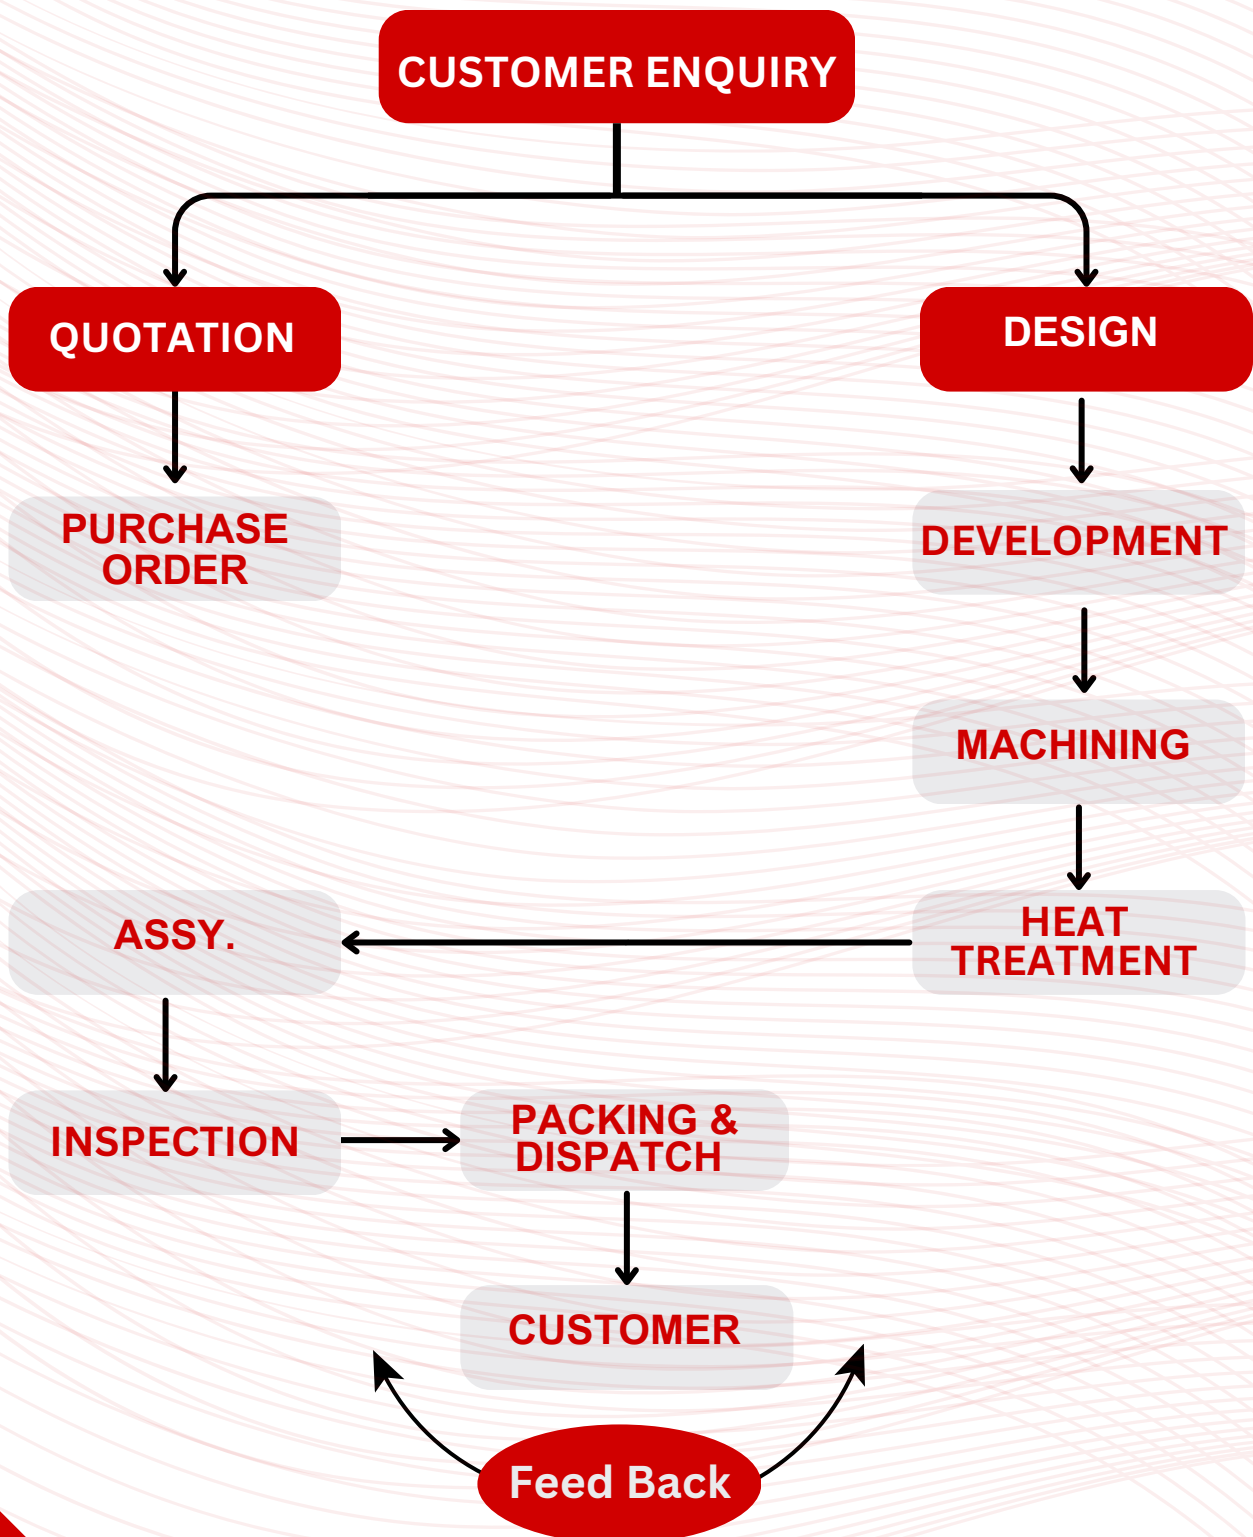 CUSTOMER ENQUIRY
QUOTATION
DESIGN
PURCHASE
ORDER
DEVELOPMENT
MACHINING
ASSY.
HEAT
TREATMENT
INSPECTION
PACKING &
DISPATCH
CUSTOMER
Feed Back